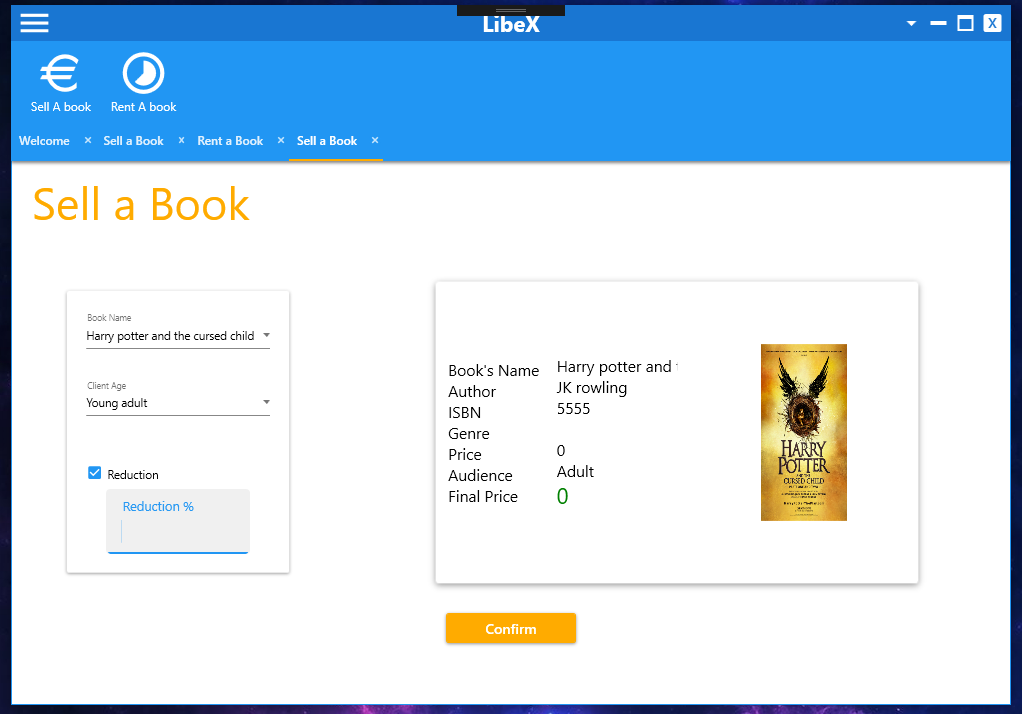 LibeX
X
Sell A book
Rent A book
Welcome × Sell a Book × Rent a Book × Sell a Book ×
Sell a Book
Book Name
Harry potter and the cursed child
Client Age
Young adult
Reduction
Reduction %
Book's Name Harry potter and
Author JK rowling
ISBN 5555
Genre
Price 0
Audience Adult
Final Price 0
HARRY
POTTER
AND THE
CURSED CHILD
Confirm